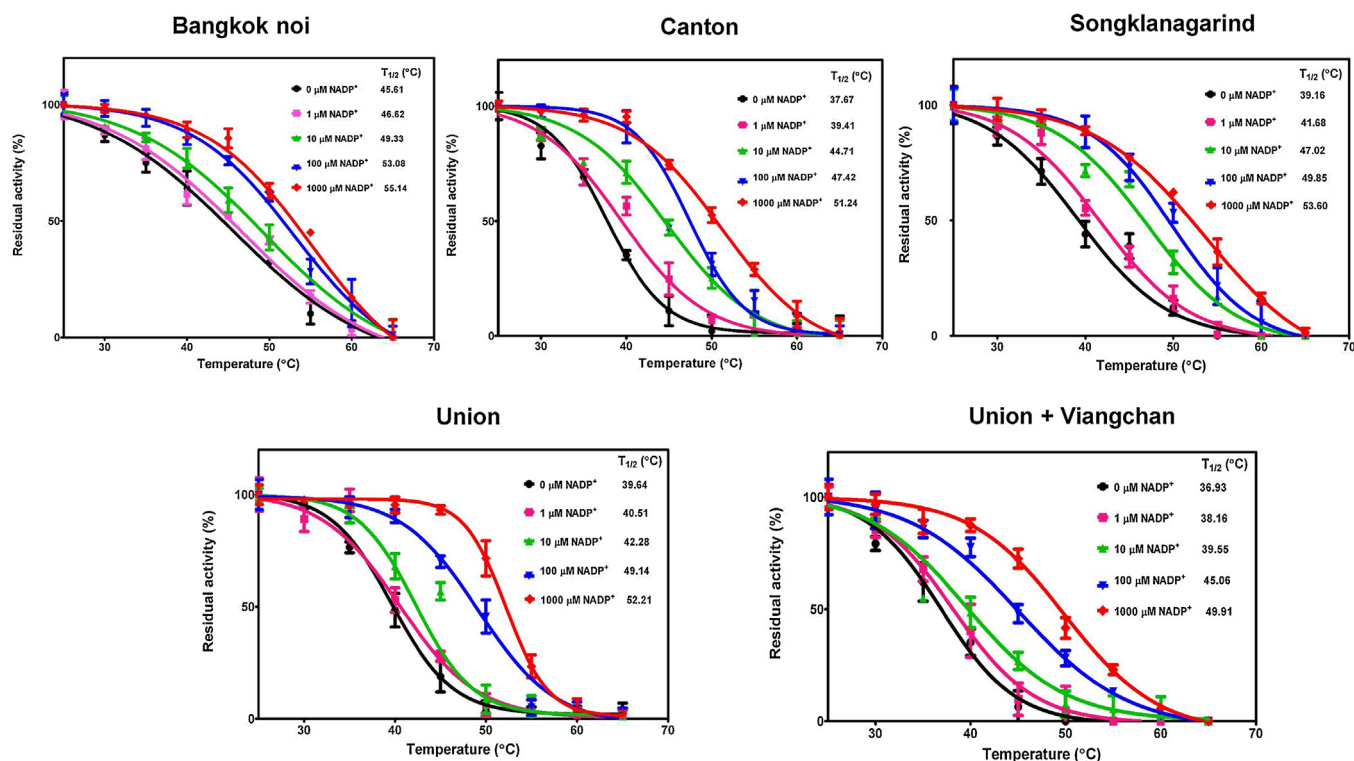 Bangkok noi
T1/2 (°C)
0 μM NADP+ 45.61
1 μM NADP+ 46.62
10 μM NADP+ 49.33
100 μM NADP+ 53.08
1000 μM NADP+ 55.14
Residual activity (%)
100
50
0
30 40 50 60 70
Temperature (°C)
Canton
T1/2 (°C)
0 μM NADP+ 37.67
1 μM NADP+ 39.41
10 μM NADP+ 44.71
100 μM NADP+ 47.42
1000 μM NADP+ 51.24
Residual activity (%)
100
50
0
30 40 50 60 70
Temperature (°C)
Songklanagarind
T1/2 (°C)
0 μM NADP+ 39.16
1 μM NADP+ 41.68
10 μM NADP+ 47.02
100 μM NADP+ 49.85
1000 μM NADP+ 53.60
Residual activity (%)
100
50
0
30 40 50 60 70
Temperature (°C)
Union
T1/2 (°C)
0 μM NADP+ 39.64
1 μM NADP+ 40.51
10 μM NADP+ 42.28
100 μM NADP+ 49.14
1000 μM NADP+ 52.21
Residual activity (%)
100
50
0
30 40 50 60 70
Temperature (°C)
Union + Viangchan
T1/2 (°C)
0 μM NADP+ 36.93
1 μM NADP+ 38.16
10 μM NADP+ 39.55
100 μM NADP+ 45.06
1000 μM NADP+ 49.91
Residual activity (%)
100
50
0
30 40 50 60 70
Temperature (°C)